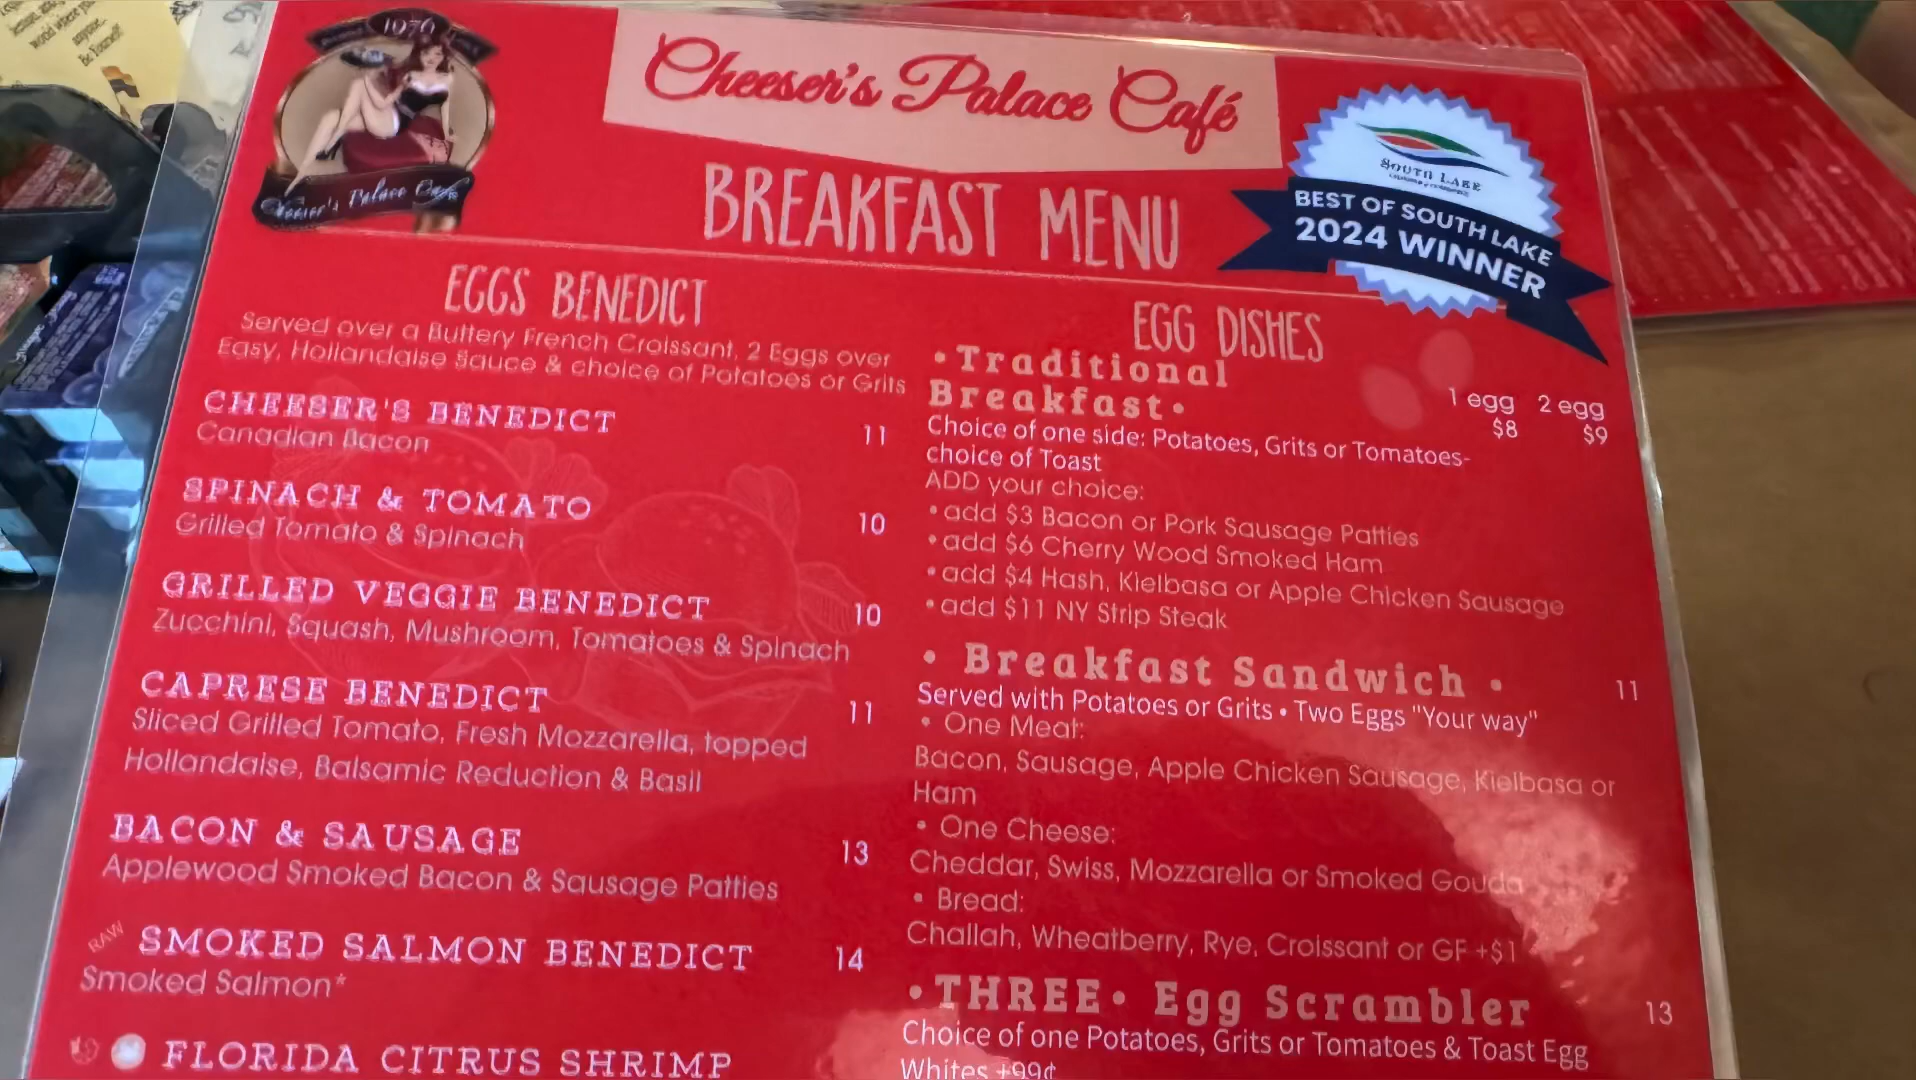 anyone..
Be Yourself
1976
Cheeser's Palace Café
Cheeser's Palace Café
BREAKFAST MENU
SOUTH LAKE
BEST OF SOUTH LAKE
2024 WINNER
EGGS BENEDICT
Served over a Buttery French Croissant, 2 Eggs over
Easy, Hollandaise Sauce & choice of Potatoes or Grits
CHEESER'S BENEDICT 11
Canadian Bacon
SPINACH & TOMATO 10
Grilled Tomato & Spinach
GRILLED VEGGIE BENEDICT 10
Zucchini, Squash, Mushroom, Tomatoes & Spinach
CAPRESE BENEDICT 11
Sliced Grilled Tomato, Fresh Mozzarella, topped
Hollandaise, Balsamic Reduction & Basil
BACON & SAUSAGE 13
Applewood Smoked Bacon & Sausage Patties
RAW SMOKED SALMON BENEDICT 14
Smoked Salmon*
FLORIDA CITRUS SHRIMP
EGG DISHES
• Traditional
Breakfast •
1 egg 2 egg
$8 $9
Choice of one side: Potatoes, Grits or Tomatoes-
choice of Toast
ADD your choice:
• add $3 Bacon or Pork Sausage Patties
• add $6 Cherry Wood Smoked Ham
• add $4 Hash, Kielbasa or Apple Chicken Sausage
• add $11 NY Strip Steak
• Breakfast Sandwich • 11
Served with Potatoes or Grits • Two Eggs "Your way"
• One Meat:
Bacon, Sausage, Apple Chicken Sausage, Kielbasa or
Ham
• One Cheese:
Cheddar, Swiss, Mozzarella or Smoked Gouda
• Bread:
Challah, Wheatberry, Rye, Croissant or GF +$1
• THREE • Egg Scrambler 13
Choice of one Potatoes, Grits or Tomatoes & Toast Egg
Whites +99¢